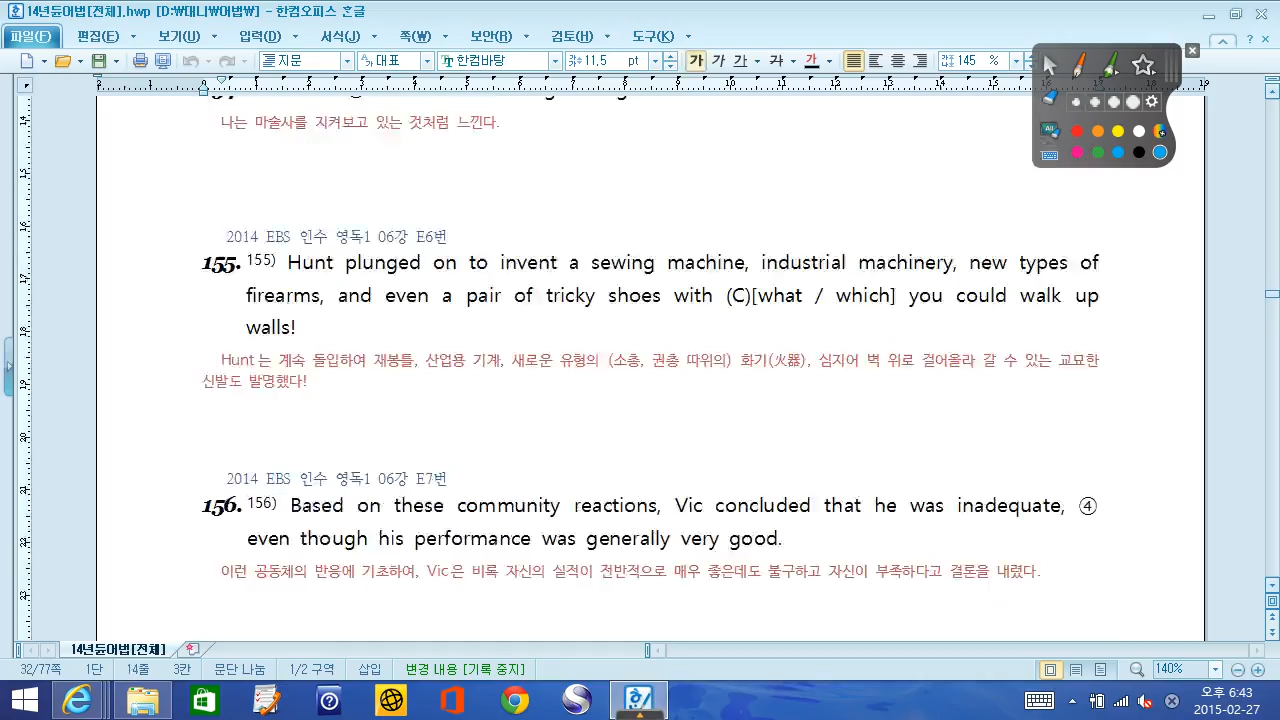 14년듄어법[전체].hwp [D:₩대니₩어법₩] - 한컴오피스 한글
파일(F) 편집(E) 보기(U) 입력(D) 서식(J) 쪽(W) 보안(R) 검토(H) 도구(K)
지문 대표 한컴바탕 11.5 pt 가 가 가 가 가 145 %
나는 마술사를 지켜보고 있는 것처럼 느낀다.
2014 EBS 인수 영독1 06강 E6번
155. 155) Hunt plunged on to invent a sewing machine, industrial machinery, new types of
firearms, and even a pair of tricky shoes with (C)[what / which] you could walk up
walls!
Hunt는 계속 돌입하여 재봉틀, 산업용 기계, 새로운 유형의 (소총, 권총 따위의) 화기(火器), 심지어 벽 위로 걸어올라 갈 수 있는 교묘한
신발도 발명했다!
2014 EBS 인수 영독1 06강 E7번
156. 156) Based on these community reactions, Vic concluded that he was inadequate, ④
even though his performance was generally very good.
이런 공동체의 반응에 기초하여, Vic은 비록 자신의 실적이 전반적으로 매우 좋은데도 불구하고 자신이 부족하다고 결론을 내렸다.
14년듄어법[전체]
32/77쪽 1단 14줄 3칸 문단 나눔 1/2 구역 삽입 변경 내용 [기록 중지] 140%
오후 6:43
2015-02-27